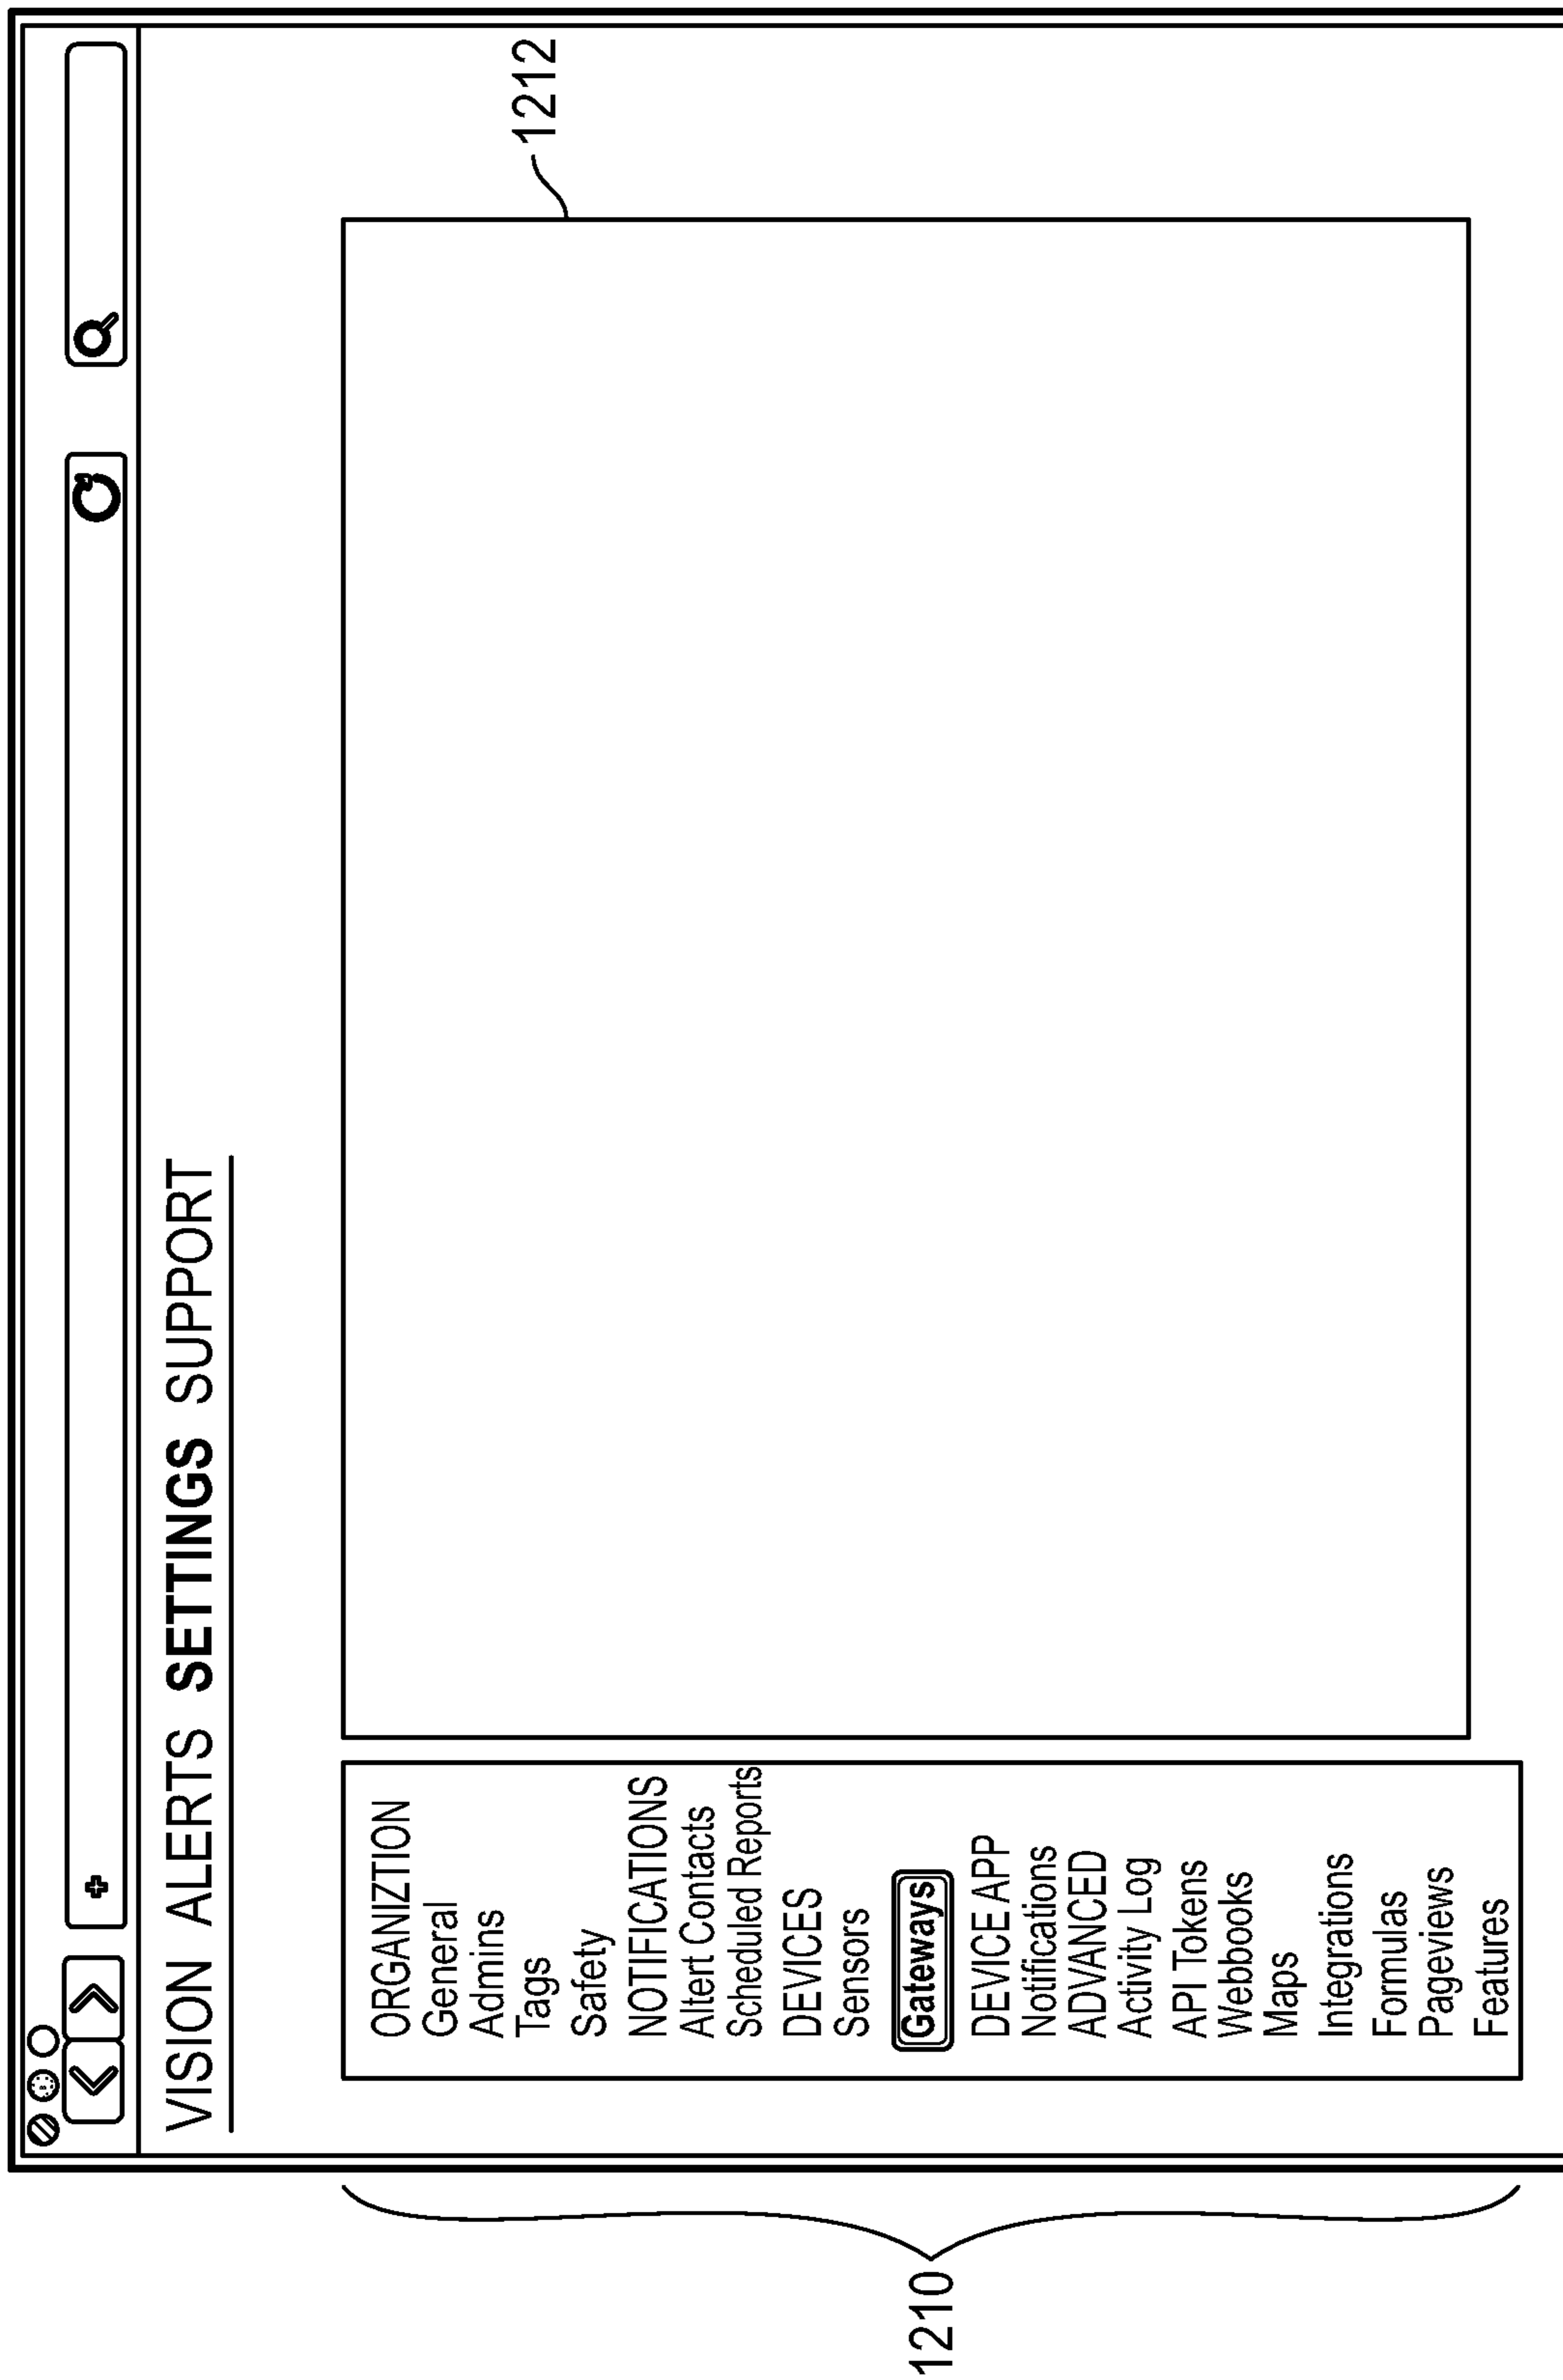 VISION ALERTS SETTINGS SUPPORT
ORGANIZTION
General
Admins
Tags
Safety
NOTIFICATIONS
Altert Contacts
Scheduled Reports
DEVICES
Sensors
Gateways
DEVICE APP
Notifications
ADVANCED
Activity Log
API Tokens
Webbooks
Maps
Integrations
Formulas
Pageviews
Features
1210
1212